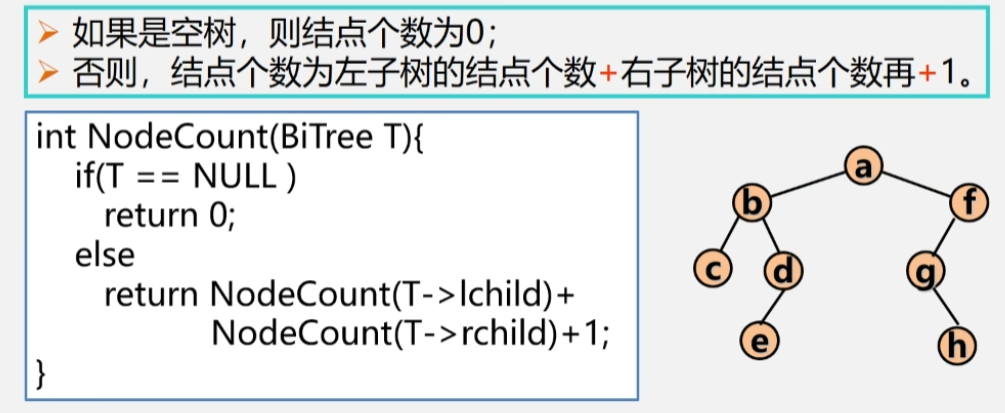 ➤ 如果是空树，则结点个数为0；
➤ 否则，结点个数为左子树的结点个数+右子树的结点个数再+1。
int NodeCount(BiTree T){
if(T == NULL )
return 0;
else
return NodeCount(T->lchild)+
NodeCount(T->rchild)+1;
}
a
b f
c d g
e h